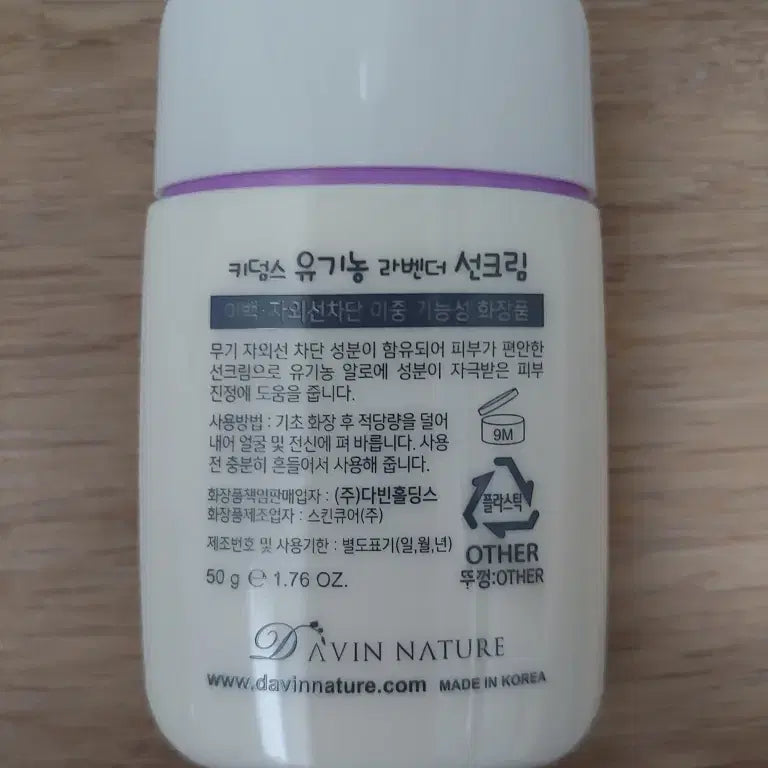 키덤스 유기농 라벤더 선크림
미백·자외선차단 이중 기능성 화장품
무기 자외선 차단 성분이 함유되어 피부가 편안한
선크림으로 유기농 알로에 성분이 자극받은 피부
진정에 도움을 줍니다.
사용방법 : 기초 화장 후 적당량을 덜어
내어 얼굴 및 전신에 펴 바릅니다. 사용
전 충분히 흔들어서 사용해 줍니다.
9M
화장품책임판매업자 : (주)다빈홀딩스
화장품제조업자 : 스킨큐어(주)
제조번호 및 사용기한 : 별도표기(일,월,년)
50 g ℮ 1.76 OZ.
플라스틱
OTHER
뚜껑:OTHER
DAVIN NATURE
www.davinnature.com MADE IN KOREA